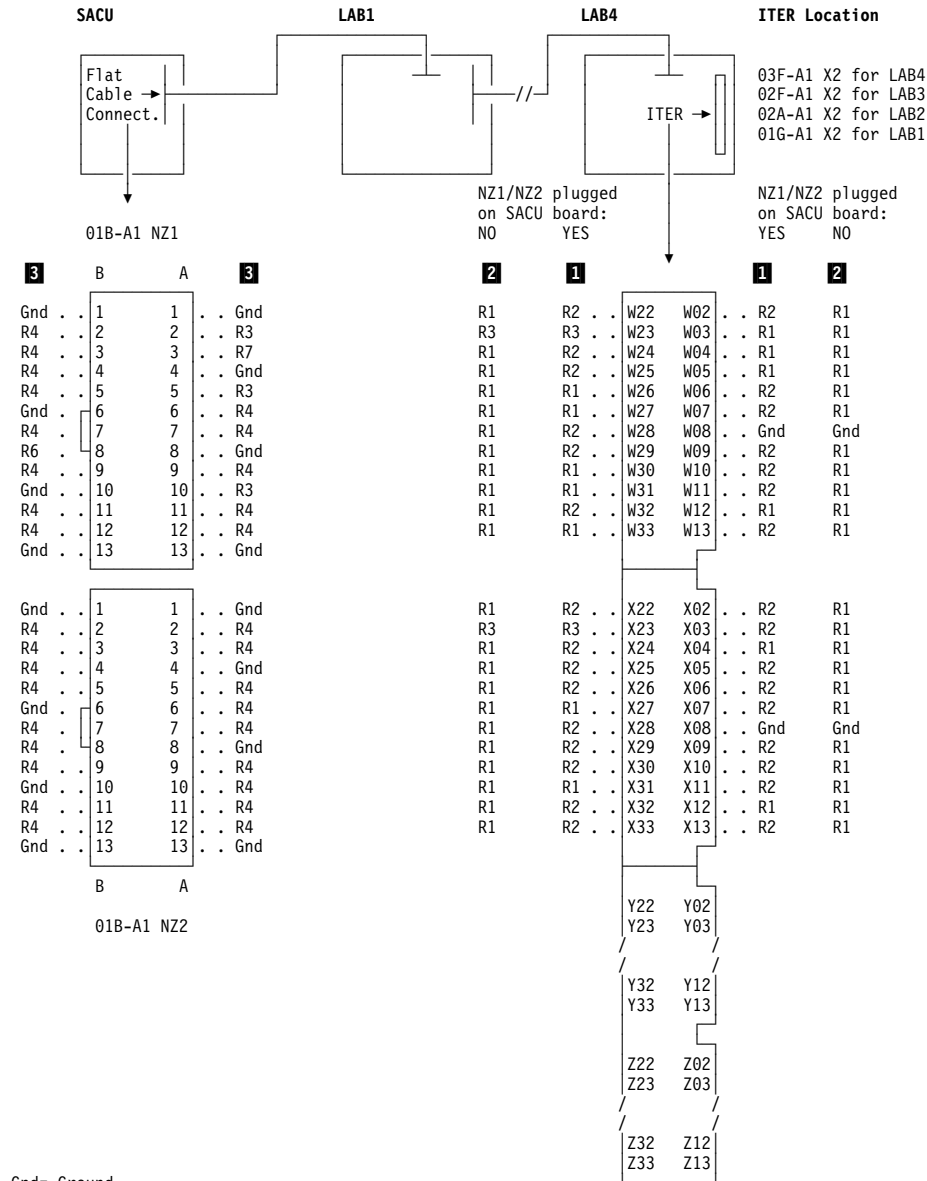 SACU LAB1 LAB4 ITER Location
Flat 03F-A1 X2 for LAB4
Cable // 02F-A1 X2 for LAB3
Connect. ITER 02A-A1 X2 for LAB2
01G-A1 X2 for LAB1
NZ1/NZ2 plugged NZ1/NZ2 plugged
on SACU board: on SACU board:
01B-A1 NZ1 NO YES YES NO
3 B A 3 2 1 1 2
Gnd . . 1 1 . . Gnd R1 R2 . . W22 W02 . . R2 R1
R4 . . 2 2 . . R3 R3 R3 . . W23 W03 . . R1 R1
R4 . . 3 3 . . R7 R1 R2 . . W24 W04 . . R1 R1
R4 . . 4 4 . . Gnd R1 R2 . . W25 W05 . . R1 R1
R4 . . 5 5 . . R3 R1 R1 . . W26 W06 . . R2 R1
Gnd . 6 6 . . R4 R1 R1 . . W27 W07 . . R2 R1
R4 . 7 7 . . R4 R1 R2 . . W28 W08 . . Gnd Gnd
R6 . 8 8 . . Gnd R1 R2 . . W29 W09 . . R2 R1
R4 . . 9 9 . . R4 R1 R1 . . W30 W10 . . R2 R1
Gnd . . 10 10 . . R3 R1 R1 . . W31 W11 . . R2 R1
R4 . . 11 11 . . R4 R1 R2 . . W32 W12 . . R1 R1
R4 . . 12 12 . . R4 R1 R1 . . W33 W13 . . R2 R1
Gnd . . 13 13 . . Gnd
Gnd . . 1 1 . . Gnd R1 R2 . . X22 X02 . . R2 R1
R4 . . 2 2 . . R4 R3 R3 . . X23 X03 . . R2 R1
R4 . . 3 3 . . R4 R1 R2 . . X24 X04 . . R1 R1
R4 . . 4 4 . . Gnd R1 R2 . . X25 X05 . . R2 R1
R4 . . 5 5 . . R4 R1 R2 . . X26 X06 . . R2 R1
Gnd . 6 6 . . R4 R1 R1 . . X27 X07 . . R2 R1
R4 . 7 7 . . R4 R1 R2 . . X28 X08 . . Gnd Gnd
R4 . 8 8 . . Gnd R1 R2 . . X29 X09 . . R2 R1
R4 . . 9 9 . . R4 R1 R2 . . X30 X10 . . R2 R1
Gnd . . 10 10 . . R4 R1 R1 . . X31 X11 . . R2 R1
R4 . . 11 11 . . R4 R1 R2 . . X32 X12 . . R1 R1
R4 . . 12 12 . . R4 R1 R2 . . X33 X13 . . R2 R1
Gnd . . 13 13 . . Gnd
B A
Y22 Y02
01B-A1 NZ2 Y23 Y03
/ /
/ /
Y32 Y12
Y33 Y13
Z22 Z02
Z23 Z03
/ /
/ /
Z32 Z12
Z33 Z13
Gnd= Ground